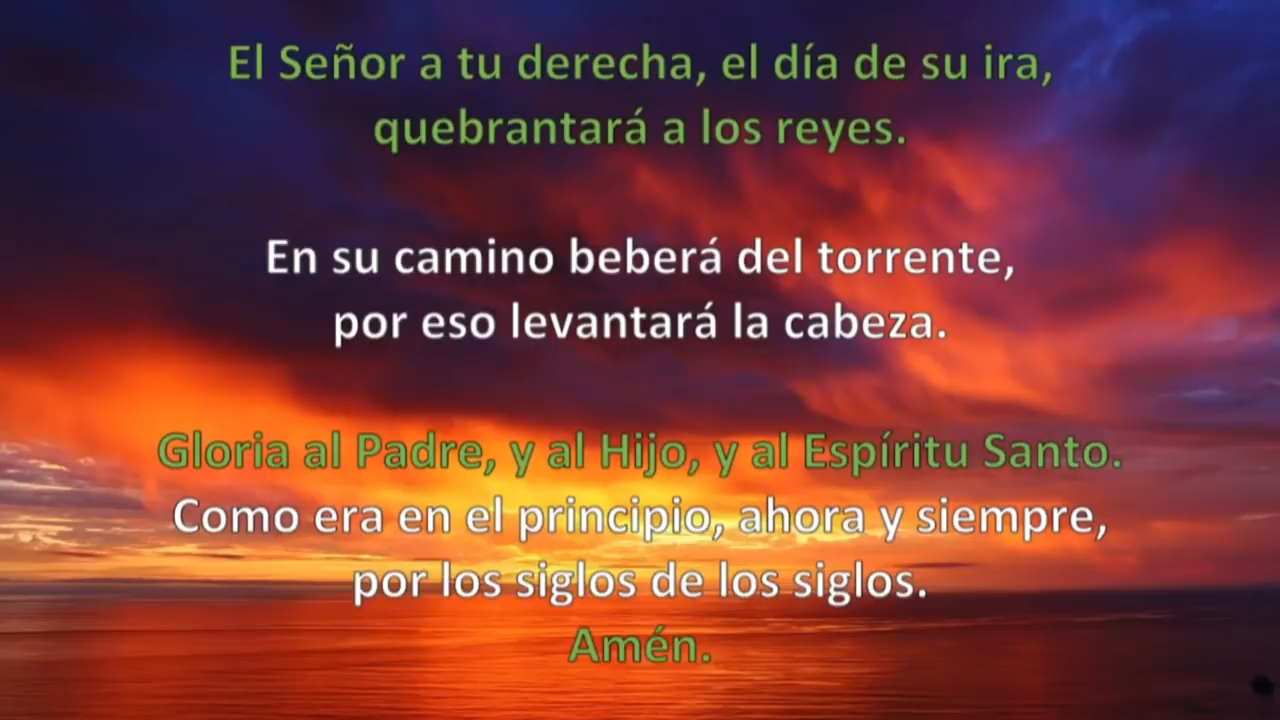 El Señor a tu derecha, el día de su ira,
quebrantará a los reyes.
En su camino beberá del torrente,
por eso levantará la cabeza.
Gloria al Padre, y al Hijo, y al Espíritu Santo.
Como era en el principio, ahora y siempre,
por los siglos de los siglos.
Amén.